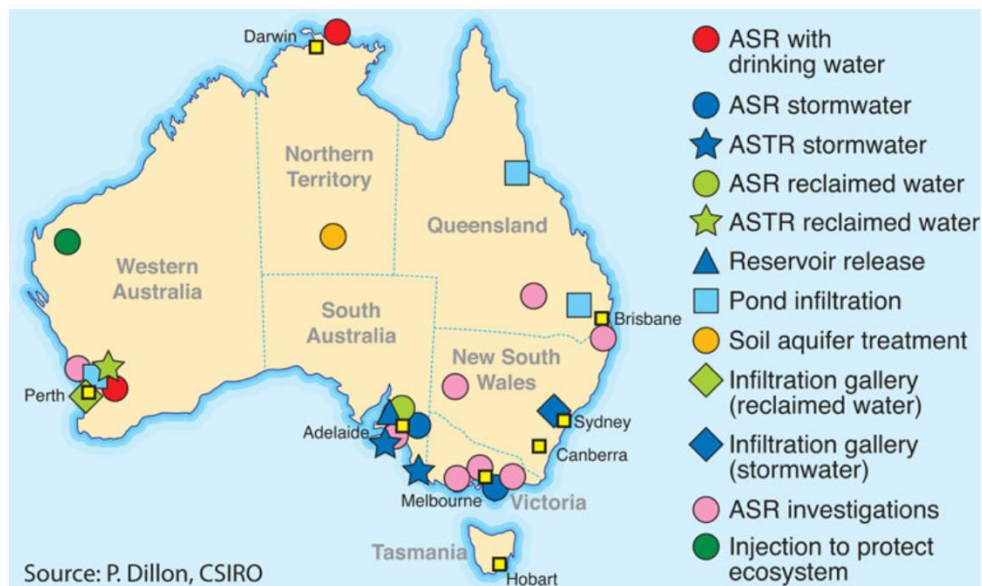 Darwin
Northern
Territory
Queensland
Western
Australia
South
Australia
Brisbane
New South
Wales
Perth
Adelaide
Sydney
Canberra
Melbourne
Victoria
Tasmania
Hobart
Source: P. Dillon, CSIRO
ASR with
drinking water
ASR stormwater
ASTR stormwater
ASR reclaimed water
ASTR reclaimed water
Reservoir release
Pond infiltration
Soil aquifer treatment
Infiltration gallery
(reclaimed water)
Infiltration gallery
(stormwater)
ASR investigations
Injection to protect
ecosystem